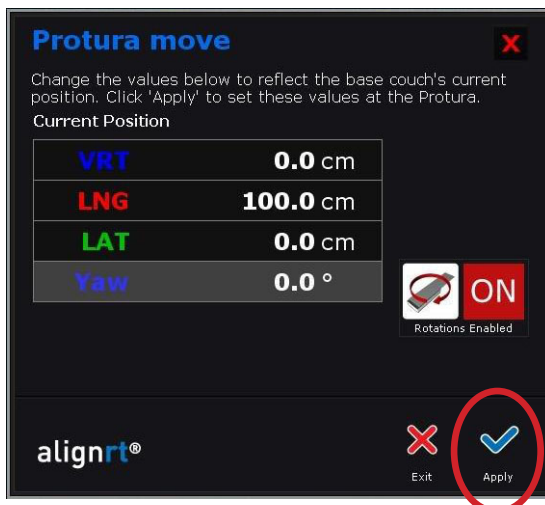 Protura move
X
Change the values below to reflect the base couch's current
position. Click 'Apply' to set these values at the Protura.
Current Position
VRT 0.0 cm
LNG 100.0 cm
LAT 0.0 cm
Yaw 0.0 °
ON
Rotations Enabled
alignrt®
Exit
Apply